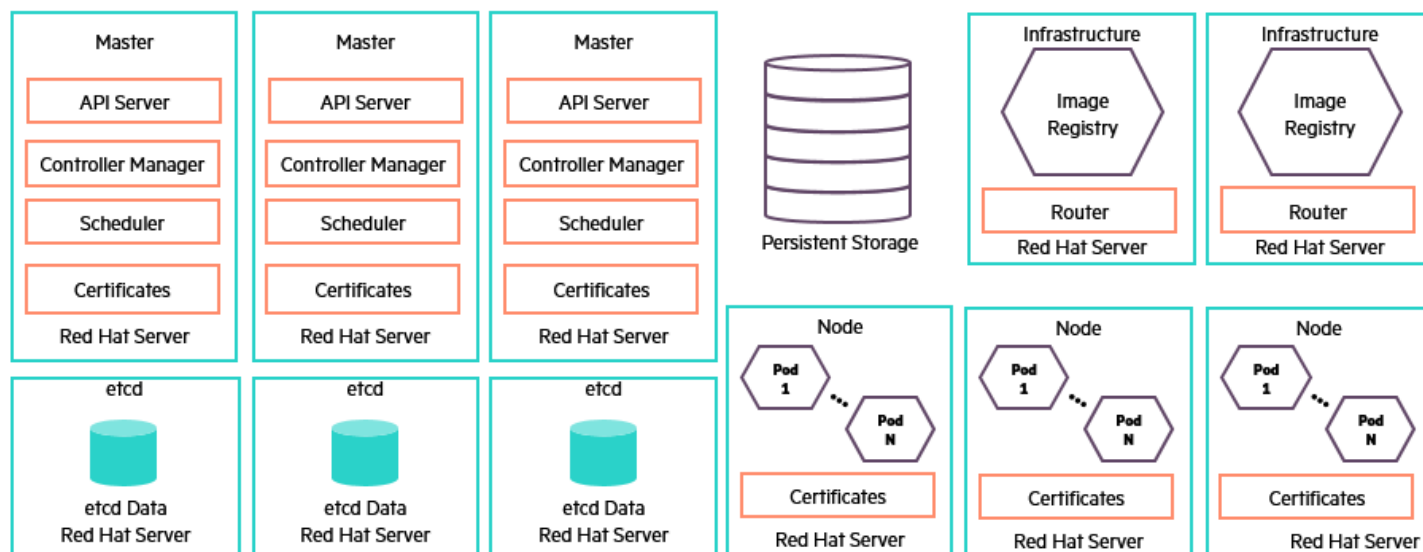 Master
API Server
Controller Manager
Scheduler
Certificates
Red Hat Server
Master
API Server
Controller Manager
Scheduler
Certificates
Red Hat Server
Master
API Server
Controller Manager
Scheduler
Certificates
Red Hat Server
Persistent Storage
Infrastructure
Image
Registry
Router
Red Hat Server
Infrastructure
Image
Registry
Router
Red Hat Server
etcd
etcd Data
Red Hat Server
etcd
etcd Data
Red Hat Server
etcd
etcd Data
Red Hat Server
Node
Pod
1
Pod
N
Certificates
Red Hat Server
Node
Pod
1
Pod
N
Certificates
Red Hat Server
Node
Pod
1
Pod
N
Certificates
Red Hat Server